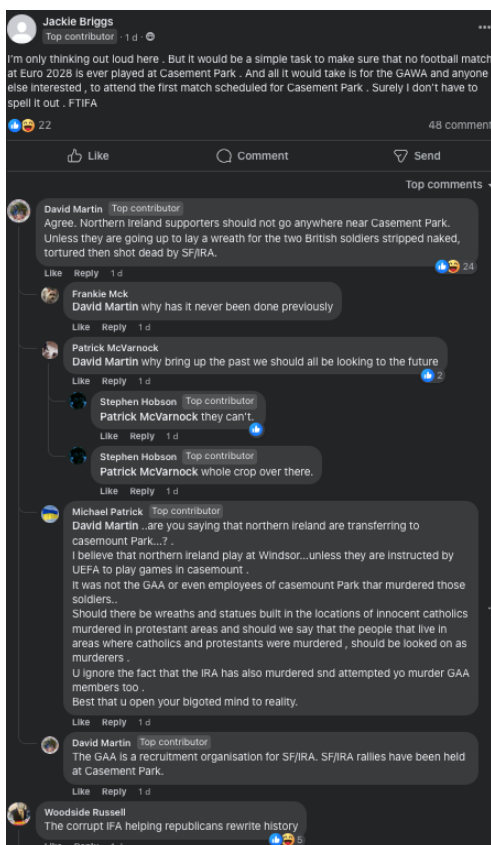 Jackie Briggs
Top contributor · 1 d ·
I'm only thinking out loud here . But it would be a simple task to make sure that no football match
at Euro 2028 is ever played at Casement Park . And all it would take is for the GAWA and anyone
else interested , to attend the first match scheduled for Casement Park . Surely I don't have to
spell it out . FTIFA
22
48 comment
Like
Comment
Send
Top comments
David Martin Top contributor
Agree. Northern Ireland supporters should not go anywhere near Casement Park.
Unless they are going up to lay a wreath for the two British soldiers stripped naked,
tortured then shot dead by SF/IRA.
Like Reply 1 d
24
Frankie Mck
David Martin why has it never been done previously
Like Reply 1 d
Patrick McVarnock
David Martin why bring up the past we should all be looking to the future
Like Reply 1 d
2
Stephen Hobson Top contributor
Patrick McVarnock they can't.
Like Reply 1 d
Stephen Hobson Top contributor
Patrick McVarnock whole crop over there.
Like Reply 1 d
Michael Patrick Top contributor
David Martin ..are you saying that northern ireland are transferring to
casemount Park...? .
I believe that northern ireland play at Windsor...unless they are instructed by
UEFA to play games in casemount .
It was not the GAA or even employees of casemount Park thar murdered those
soldiers..
Should there be wreaths and statues built in the locations of innocent catholics
murdered in protestant areas and should we say that the people that live in
areas where catholics and protestants were murdered , should be looked on as
murderers .
U ignore the fact that the IRA has also murdered snd attempted yo murder GAA
members too .
Best that u open your bigoted mind to reality.
Like Reply 1 d
David Martin Top contributor
The GAA is a recruitment organisation for SF/IRA. SF/IRA rallies have been held
at Casement Park.
Like Reply 1 d
Woodside Russell
The corrupt IFA helping republicans rewrite history
Like Reply 1 d
5